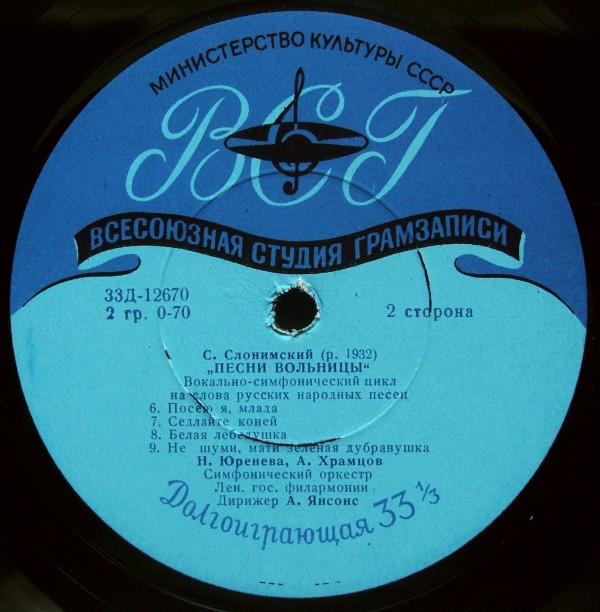 МИНИСТЕРСТВО КУЛЬТУРЫ СССР
ВСГ
ВСЕСОЮЗНАЯ СТУДИЯ ГРАМЗАПИСИ
33Д-12670
2 гр. 0-70
2 сторона
С. Слонимский (р. 1932)
„ПЕСНИ ВОЛЬНИЦЫ“
Вокально-симфонический цикл
на слова русских народных песен
6. Посею я, млада
7. Седлайте коней
8. Белая лебедушка
9. Не шуми, мати зеленая дубравушка
Н. Юренева, А. Храмцов
Симфонический оркестр
Лен. гос. филармонии
Дирижер А. Янсонс
Долгоиграющая 33 ⅓